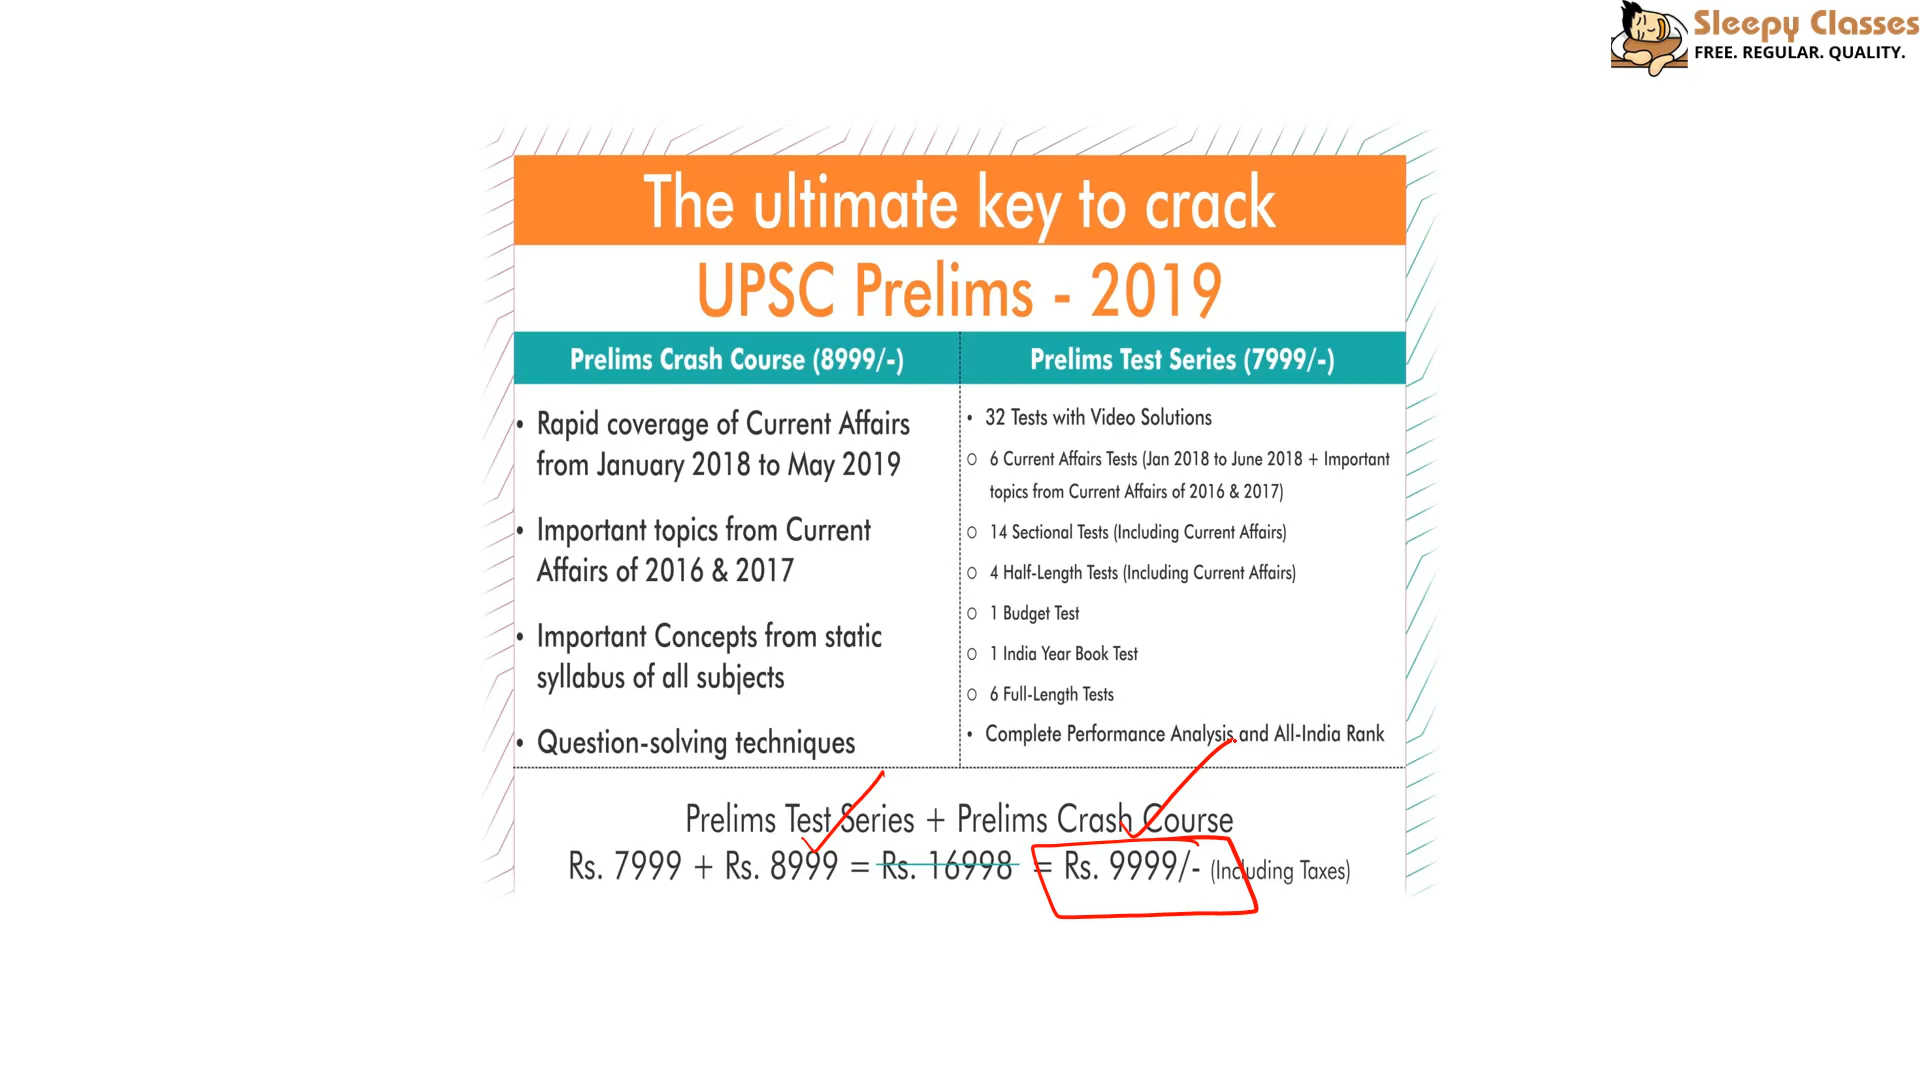 Sleepy Classes
FREE. REGULAR. QUALITY.
The ultimate key to crack
UPSC Prelims - 2019
Prelims Crash Course (8999/-)
• Rapid coverage of Current Affairs
from January 2018 to May 2019
• Important topics from Current
Affairs of 2016 & 2017
• Important Concepts from static
syllabus of all subjects
• Question-solving techniques
Prelims Test Series (7999/-)
• 32 Tests with Video Solutions
○ 6 Current Affairs Tests (Jan 2018 to June 2018 + Important
topics from Current Affairs of 2016 & 2017)
○ 14 Sectional Tests (Including Current Affairs)
○ 4 Half-Length Tests (Including Current Affairs)
○ 1 Budget Test
○ 1 India Year Book Test
○ 6 Full-Length Tests
• Complete Performance Analysis and All-India Rank
Prelims Test Series + Prelims Crash Course
Rs. 7999 + Rs. 8999 = Rs. 16998 = Rs. 9999/- (Including Taxes)